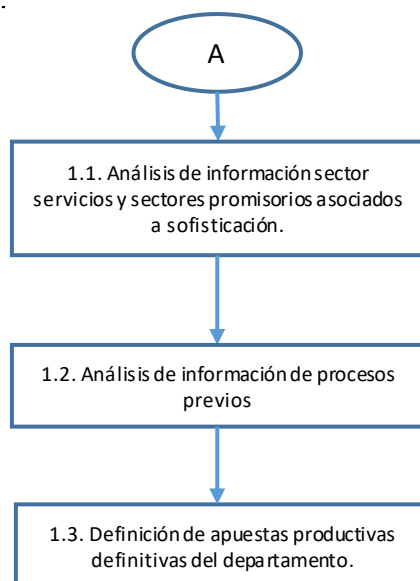 A
1.1. Análisis de información sector
servicios y sectores promisorios asociados
a sofisticación.
1.2. Análisis de información de procesos
previos
1.3. Definición de apuestas productivas
definitivas del departamento.